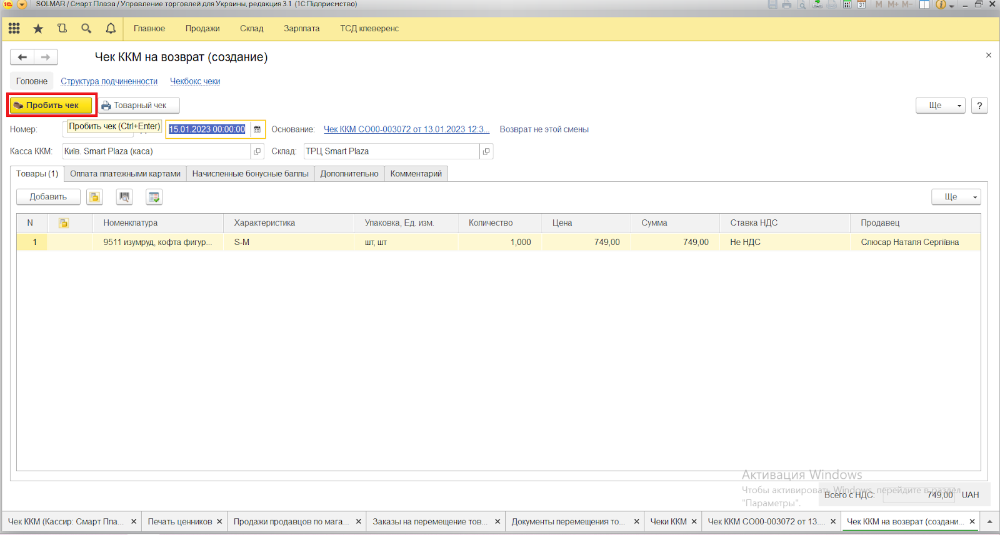 SOLMAR / Смарт Плаза / Управление торговлей для Украины, редакция 3.1 (1С:Підприємство)
M M+ M-
Главное Продажи Склад Зарплата ТСД клеверенс
Чек ККМ на возврат (создание)
Головне Структура подчиненности Чекбокс чеки
Пробить чек Товарный чек Ще ?
Номер: Пробить чек (Ctrl+Enter) 15.01.2023 00:00:00 Основание: Чек ККМ СО00-003072 от 13.01.2023 12:3... Возврат не этой смены
Касса ККМ: Київ. Smart Plaza (каса) Склад: ТРЦ Smart Plaza
Товары (1) Оплата платежными картами Начисленные бонусные баллы Дополнительно Комментарий
Добавить Ще
N Номенклатура Характеристика Упаковка, Ед. изм. Количество Цена Сумма Ставка НДС Продавец
1 9511 изумруд, кофта фигур... S-M шт, шт 1,000 749,00 749,00 Не НДС Слюсар Наталя Сергіївна
Активация Windows
Чтобы активировать Windows, перейдите в раздел
"Параметры".
Всего с НДС: 749,00 UAH
Чек ККМ (Кассир: Смарт Пла... Печать ценников Продажи продавцов по мага... Заказы на перемещение тов... Документы перемещения то... Чеки ККМ Чек ККМ СО00-003072 от 13.... Чек ККМ на возврат (создани...